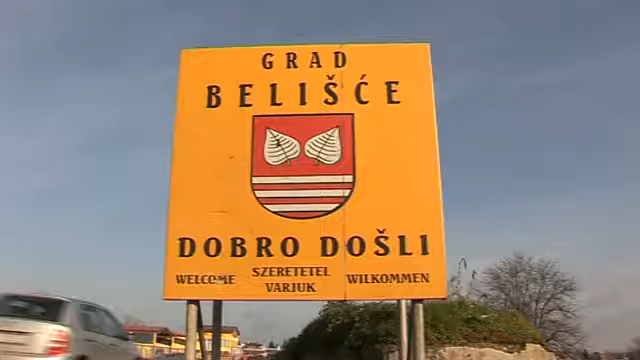 GRAD
BELIŠĆE
DOBRO DOŠLI
WELCOME SZERETETEL VARJUK WILKOMMEN